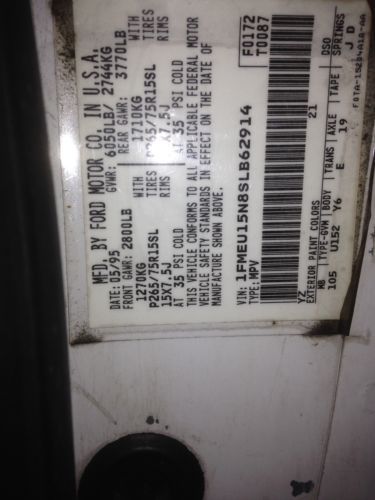 MFD. BY FORD MOTOR CO. IN U.S.A.
DATE: 05/95 GVWR: 6050LB/ 2744KG
FRONT GAWR: 2800LB REAR GAWR: 3770LB
1270KG WITH 1710KG WITH
P265/75R15SL TIRES P265/75R15SL TIRES
15X7.5J RIMS 15X7.5J RIMS
AT 35 PSI COLD AT 35 PSI COLD
THIS VEHICLE CONFORMS TO ALL APPLICABLE FEDERAL MOTOR
VEHICLE SAFETY STANDARDS IN EFFECT ON THE DATE OF
MANUFACTURE SHOWN ABOVE.
VIN: 1FMEU15N8SLB62914 F0172
TYPE: MPV T0087
YZ 21
EXTERIOR PAINT COLORS DSO
WB TYPE-GVM BODY TRANS AXLE TAPE SPRINGS
105 U152 Y6 E 19 J D